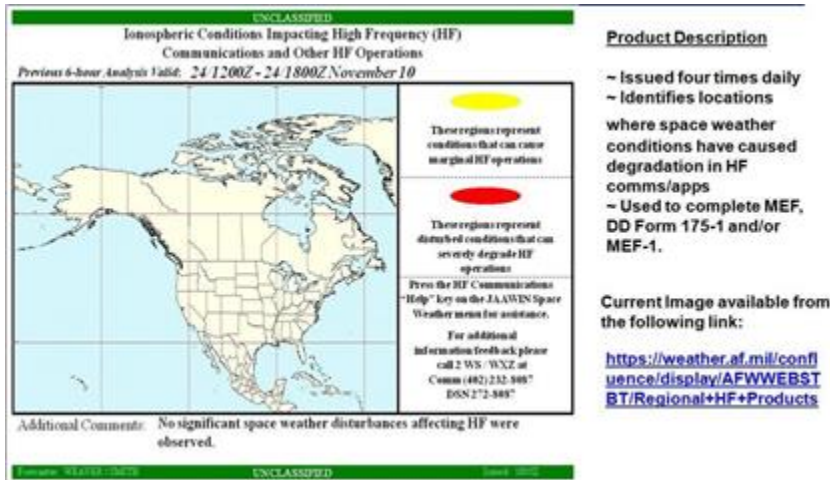 UNCLASSIFIED
Ionospheric Conditions Impacting High Frequency (HF)
Communications and Other HF Operations
Previous 6-hour Analysis Valid: 24/1200Z - 24/1800Z November 10
These regions represent
conditions that can cause
marginal HF operations
These regions represent
disturbed conditions that can
severely degrade HF
operations
Press the HF Communications
"Help" key on the JAAWIN Space
Weather menu for assistance.
For additional
information/feedback please
call 2 WS / WXZ at
Comm (402) 232-8087
DSN 272-8087
Additional Comments: No significant space weather disturbances affecting HF were
observed.
Forecaster: WEAVER / SMITH
UNCLASSIFIED
Issued:
Product Description
~ Issued four times daily
~ Identifies locations
where space weather
conditions have caused
degradation in HF
comms/apps
~ Used to complete MEF,
DD Form 175-1 and/or
MEF-1.
Current Image available from
the following link:
https://weather.af.mil/confl
uence/display/AFWWEBST
BT/Regional+HF+Products